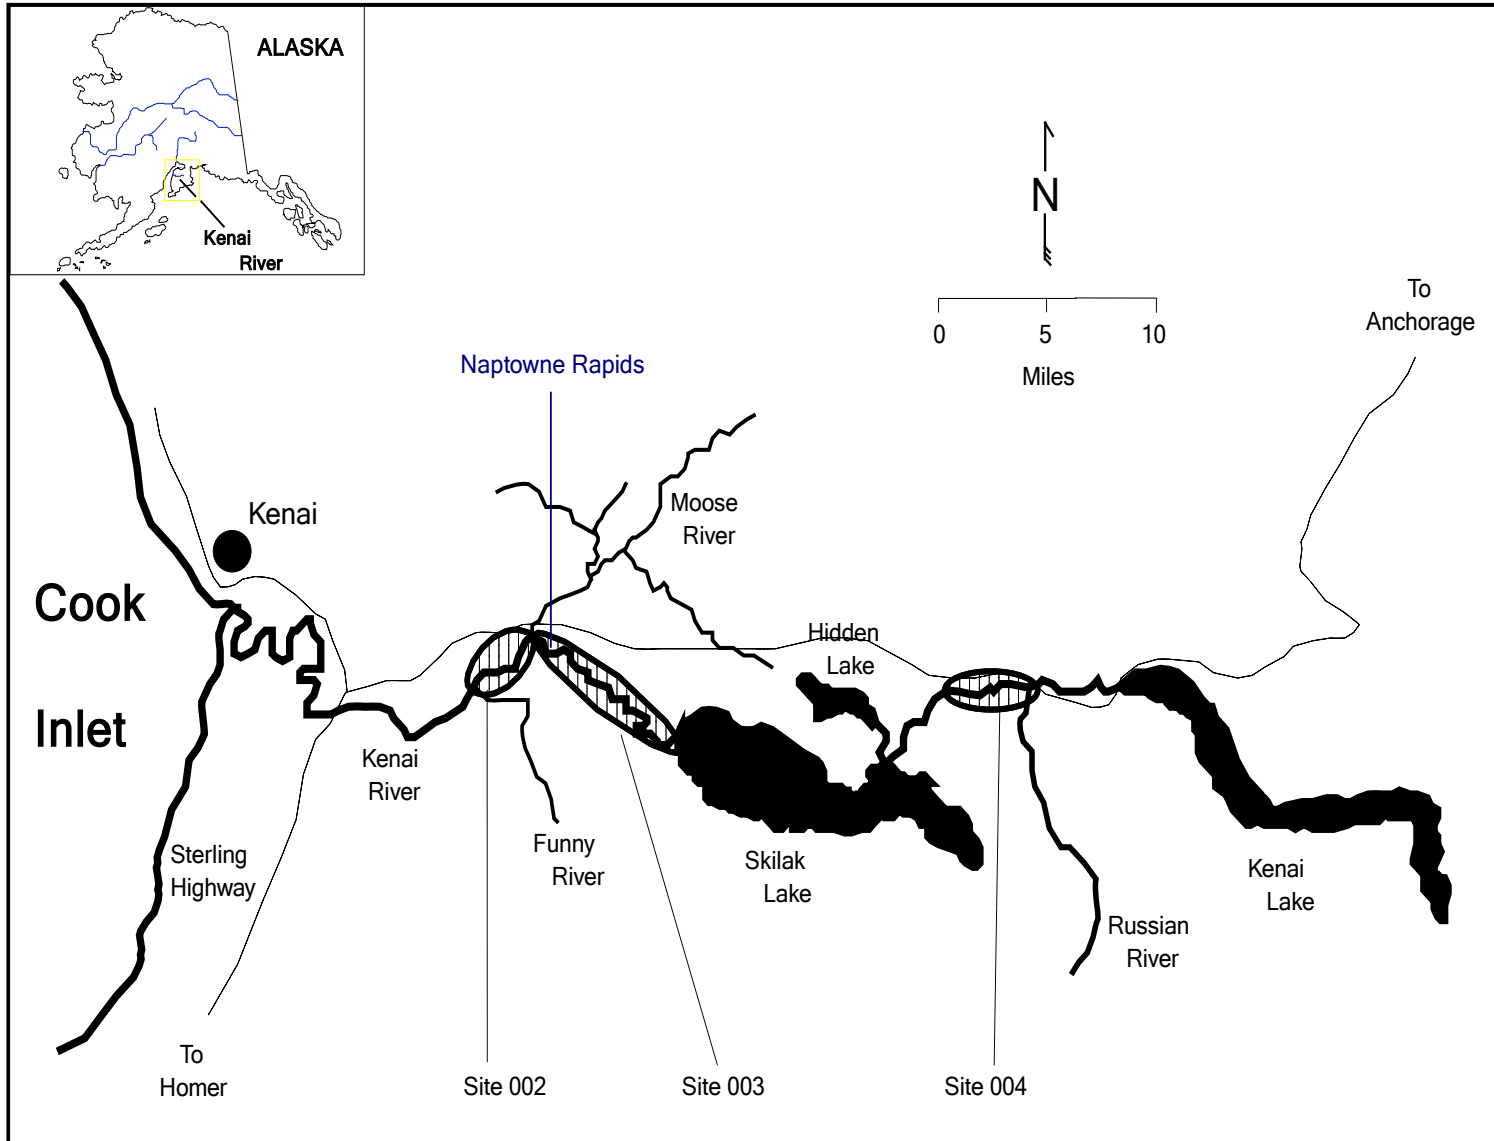 ALASKA
Kenai
River
N
0 5 10
Miles
To
Anchorage
Naptowne Rapids
Moose
River
Kenai
Cook
Inlet
Hidden
Lake
Kenai
River
Funny
River
Sterling
Highway
Skilak
Lake
Kenai
Lake
Russian
River
To
Homer
Site 002
Site 003
Site 004